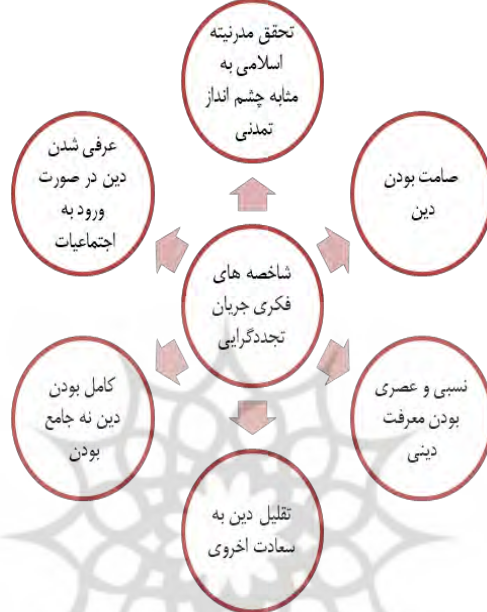 تحقق مدرنیته
اسلامی به
مثابه چشم انداز
تمدنی
صامت بودن
دین
نسبی و عصری
بودن معرفت
دینی
تقلیل دین به
سعادت اخروی
کامل بودن
دین نه جامع
بودن
عرفی شدن
دین در صورت
ورود به
اجتماعیات
شاخصه های
فکری جریان
تجددگرایی